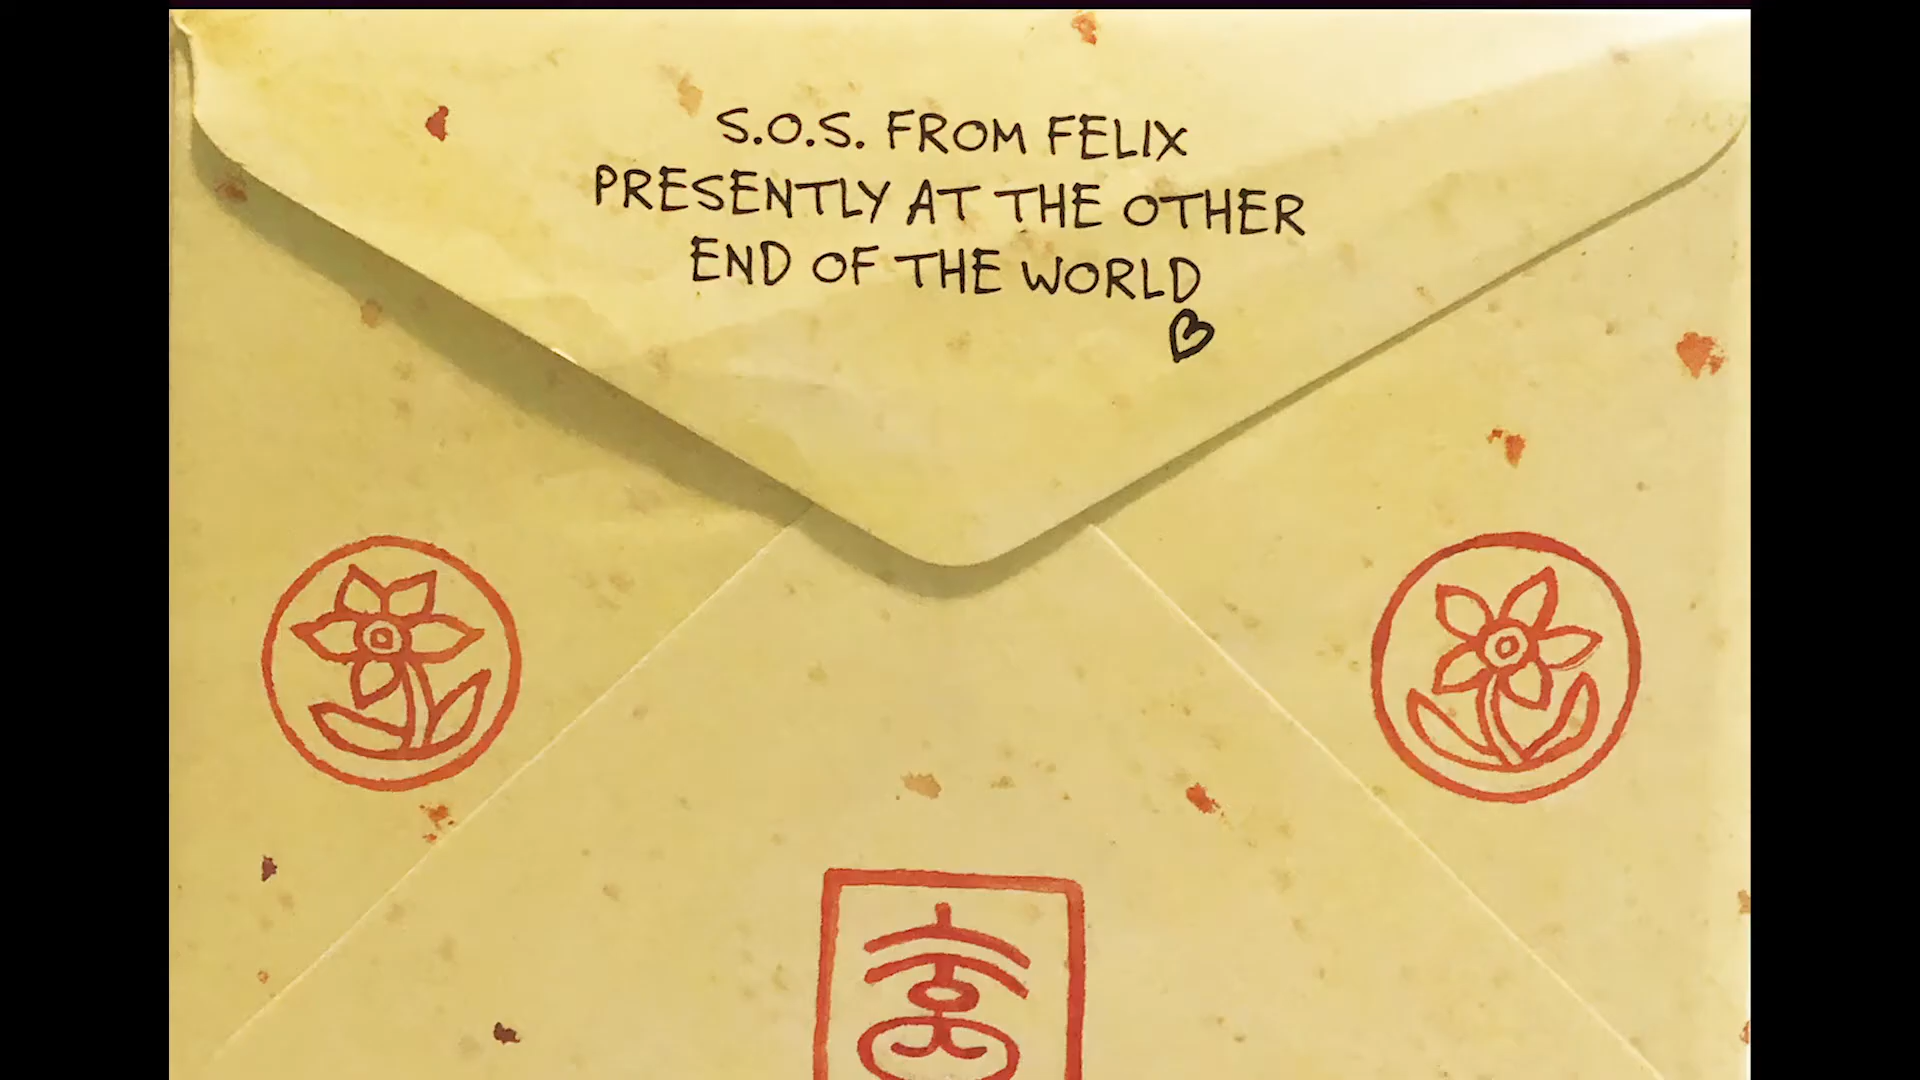 S.O.S. FROM FELIX
PRESENTLY AT THE OTHER
END OF THE WORLD